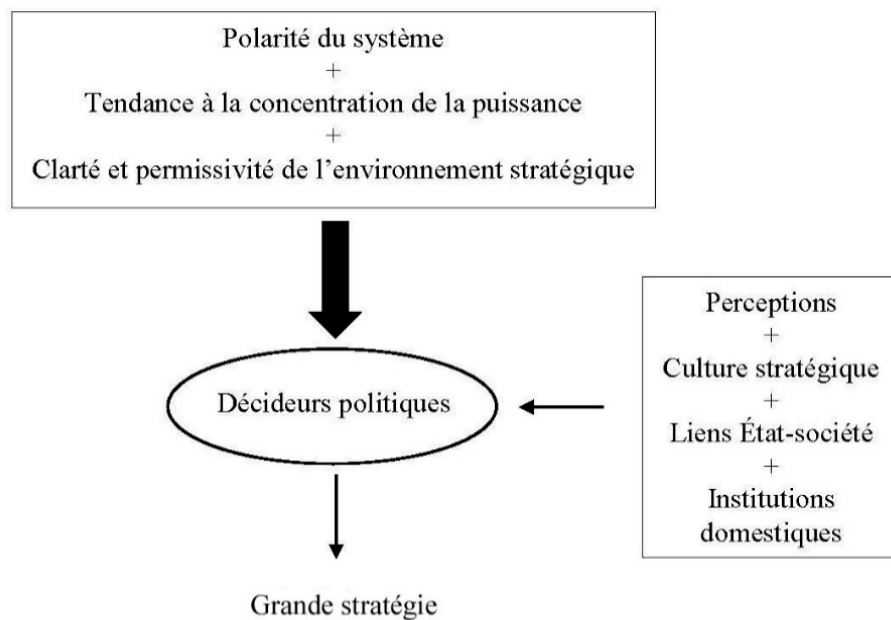 Polarité du système
+
Tendance à la concentration de la puissance
+
Clarté et permissivité de l’environnement stratégique
Perceptions
+
Culture stratégique
+
Liens État-société
+
Institutions
domestiques
Décideurs politiques
Grande stratégie